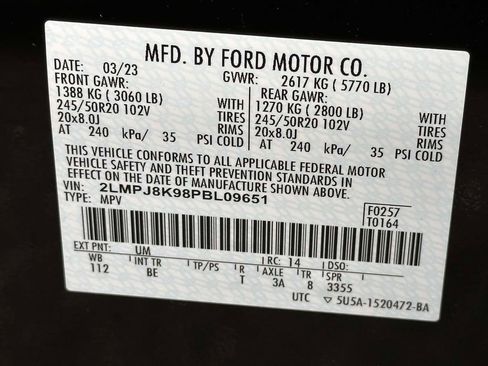 MFD. BY FORD MOTOR CO.
DATE: 03/23 GVWR: 2617 KG ( 5770 LB)
FRONT GAWR: REAR GAWR:
1388 KG ( 3060 LB) WITH 1270 KG ( 2800 LB) WITH
245/50R20 102V TIRES 245/50R20 102V TIRES
20x8.0J RIMS 20x8.0J RIMS
AT 240 kPa/ 35 PSI COLD AT 240 kPa/ 35 PSI COLD
THIS VEHICLE CONFORMS TO ALL APPLICABLE FEDERAL MOTOR
VEHICLE SAFETY AND THEFT PREVENTION STANDARDS IN
EFFECT ON THE DATE OF MANUFACTURE SHOWN ABOVE.
VIN: 2LMPJ8K98PBL09651
TYPE: MPV
F0257
T0164
EXT PNT: UM RC: 14 DSO:
WB INT TR TP/PS R AXLE TR 3355
112 BE T 3A 8
UTC ▽ 5U5A-1520472-BA